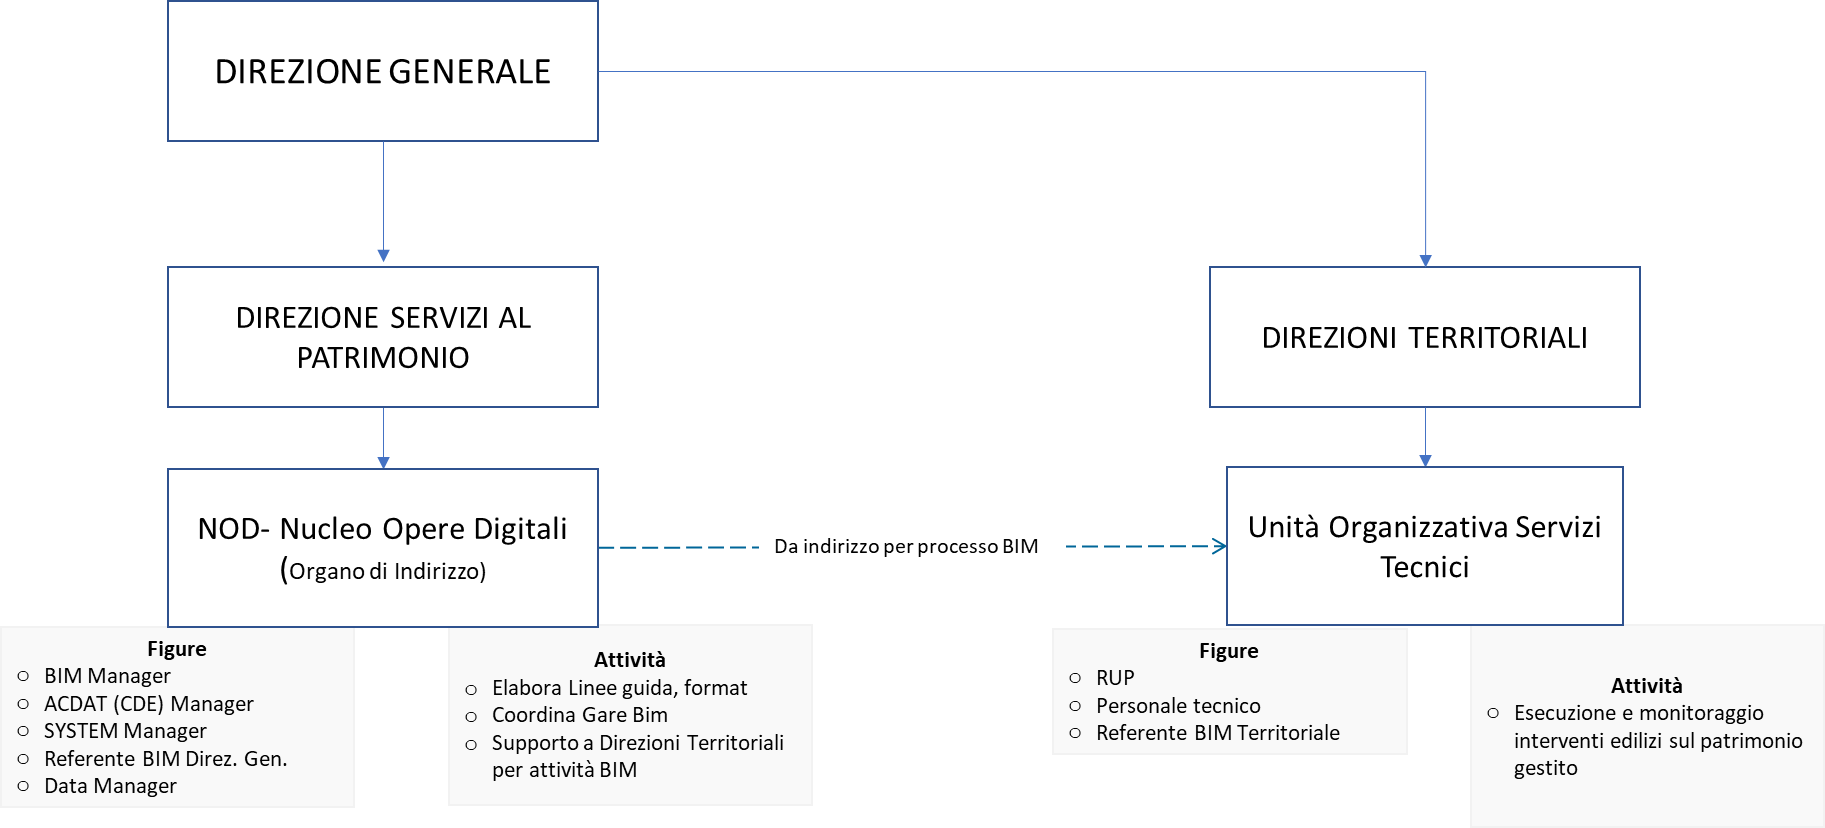 DIREZIONE GENERALE
DIREZIONE SERVIZI AL
PATRIMONIO
DIREZIONI TERRITORIALI
NOD- Nucleo Opere Digitali
(Organo di Indirizzo)
Da indirizzo per processo BIM
Unità Organizzativa Servizi
Tecnici
Figure
BIM Manager
ACDAT (CDE) Manager
SYSTEM Manager
Referente BIM Direz. Gen.
Data Manager
Attività
Elabora Linee guida, format
Coordina Gare Bim
Supporto a Direzioni Territoriali
per attività BIM
Figure
RUP
Personale tecnico
Referente BIM Territoriale
Attività
Esecuzione e monitoraggio
interventi edilizi sul patrimonio
gestito